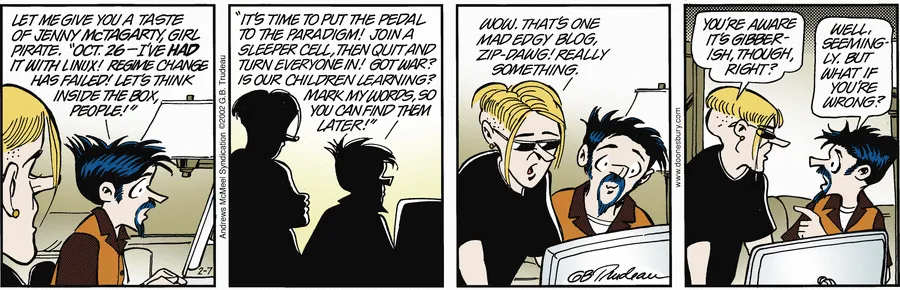 LET ME GIVE YOU A TASTE
OF JENNY McTAGARTY, GIRL
PIRATE. "OCT. 26 — I'VE HAD
IT WITH LINUX! REGIME CHANGE
HAS FAILED! LET'S THINK
INSIDE THE BOX,
PEOPLE!"
2-7
Andrews McMeel Syndication ©2002 G.B. Trudeau
"IT'S TIME TO PUT THE PEDAL
TO THE PARADIGM! JOIN A
SLEEPER CELL, THEN QUIT AND
TURN EVERYONE IN! GOT WAR?
IS OUR CHILDREN LEARNING?
MARK MY WORDS, SO
YOU CAN FIND THEM
LATER!"
WOW. THAT'S ONE
MAD EDGY BLOG,
ZIP-DAWG! REALLY
SOMETHING.
GB Trudeau
www.doonesbury.com
YOU'RE AWARE
IT'S GIBBER-
ISH, THOUGH,
RIGHT?
WELL,
SEEMING-
LY. BUT
WHAT IF
YOU'RE
WRONG?